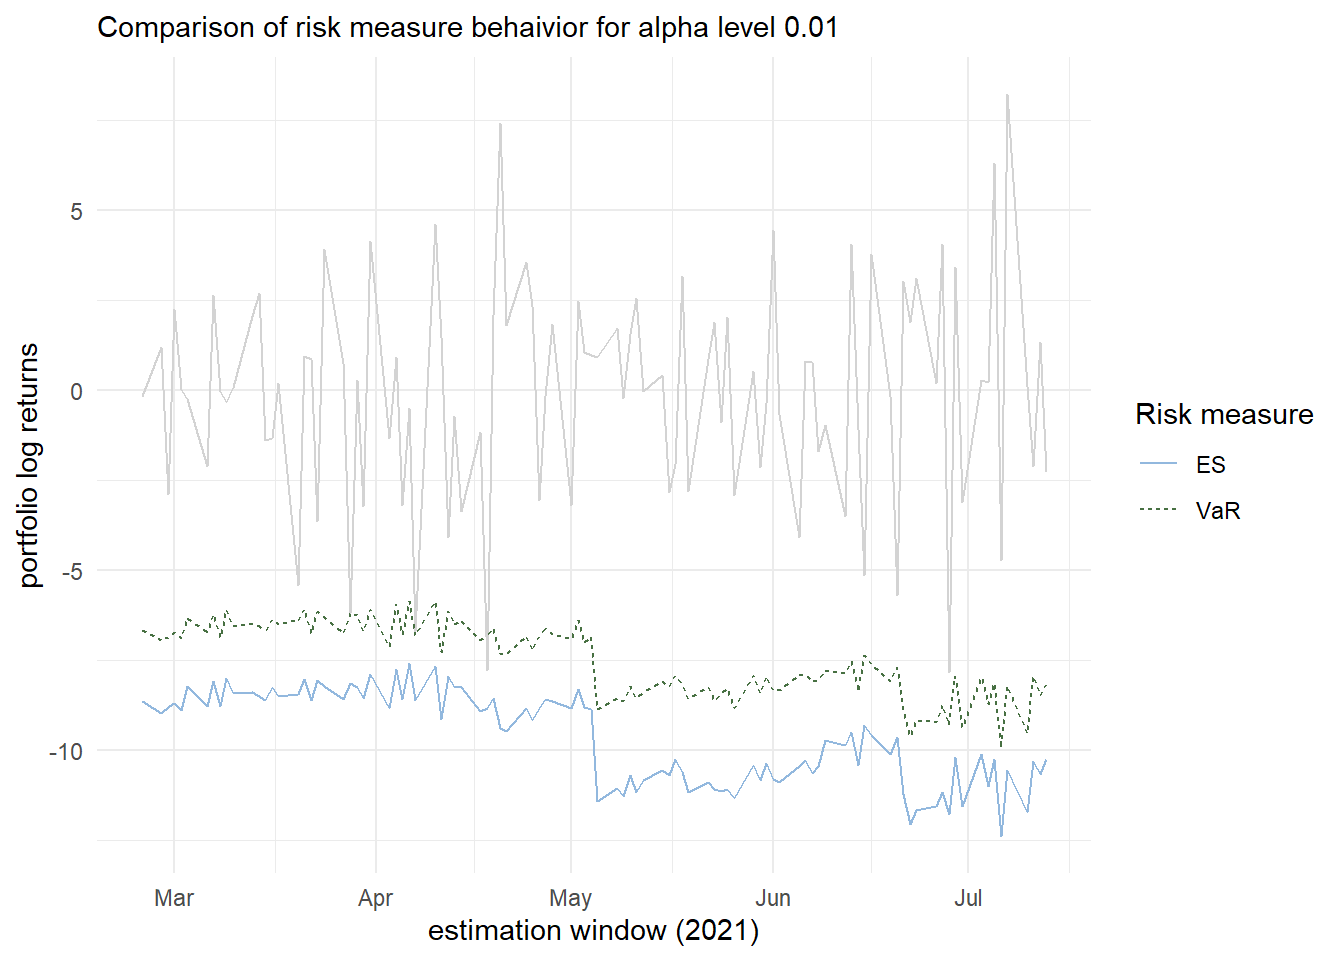 Comparison of risk measure behaivior for alpha level 0.01
5
0
-5
-10
portfolio log returns
Mar Apr May Jun Jul
estimation window (2021)
Risk measure
ES
VaR